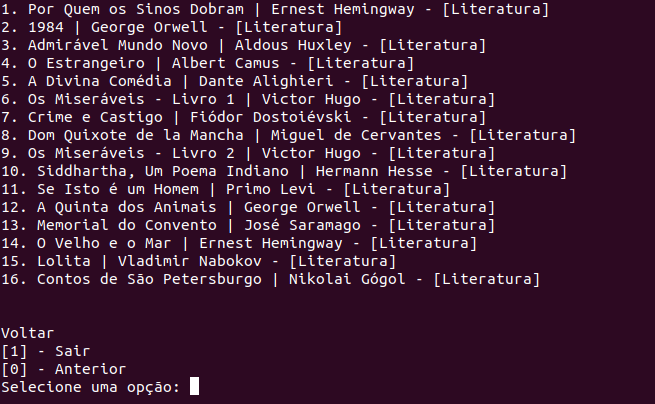 1. Por Quem os Sinos Dobram | Ernest Hemingway - [Literatura]
2. 1984 | George Orwell - [Literatura]
3. Admirável Mundo Novo | Aldous Huxley - [Literatura]
4. O Estrangeiro | Albert Camus - [Literatura]
5. A Divina Comédia | Dante Alighieri - [Literatura]
6. Os Miseráveis - Livro 1 | Victor Hugo - [Literatura]
7. Crime e Castigo | Fiódor Dostoiévski - [Literatura]
8. Dom Quixote de la Mancha | Miguel de Cervantes - [Literatura]
9. Os Miseráveis - Livro 2 | Victor Hugo - [Literatura]
10. Siddhartha, Um Poema Indiano | Hermann Hesse - [Literatura]
11. Se Isto é um Homem | Primo Levi - [Literatura]
12. A Quinta dos Animais | George Orwell - [Literatura]
13. Memorial do Convento | José Saramago - [Literatura]
14. O Velho e o Mar | Ernest Hemingway - [Literatura]
15. Lolita | Vladimir Nabokov - [Literatura]
16. Contos de São Petersburgo | Nikolai Gógol - [Literatura]
Voltar
[1] - Sair
[0] - Anterior
Selecione uma opção: